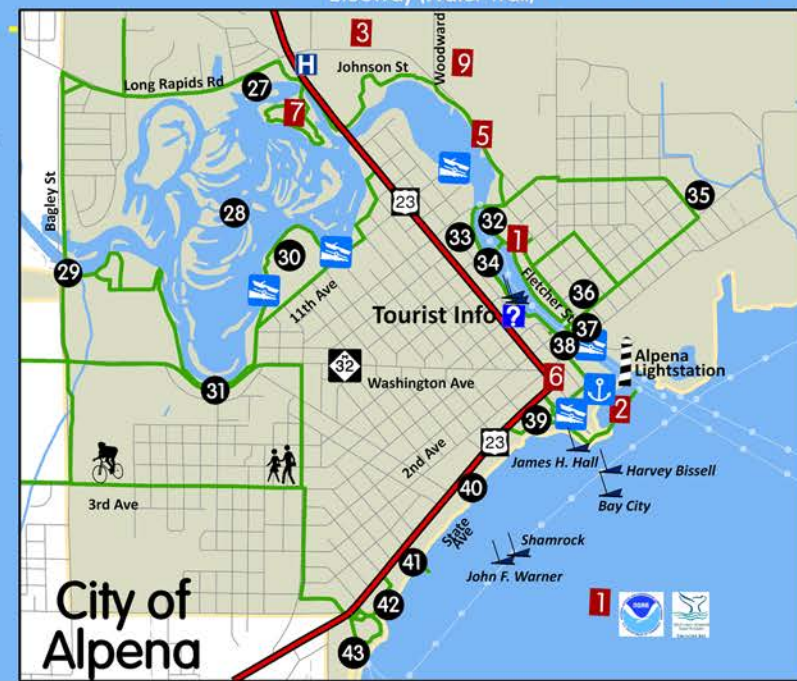 3
H
Johnson St
Woodward
9
Long Rapids Rd
27
7
5
23
35
Bagley St
28
32
33
1
30
34
29
Fletcher St
36
11th Ave
Tourist Info
?
37
38
Alpena
Lightstation
M
32
Washington Ave
6
31
2
39
2nd Ave
23
James H. Hall
Harvey Bissell
Bay City
40
3rd Ave
State
Ave
Shamrock
41
John F. Warner
City of
Alpena
42
1
NOAA
43